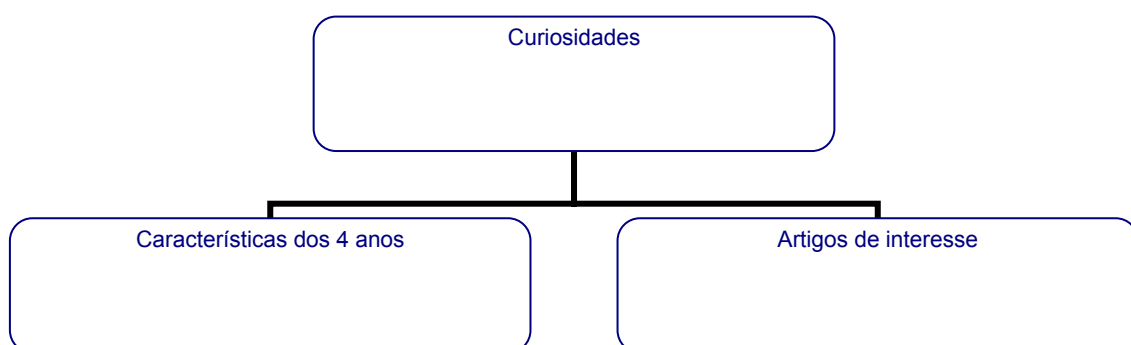 Curiosidades
Características dos 4 anos
Artigos de interesse